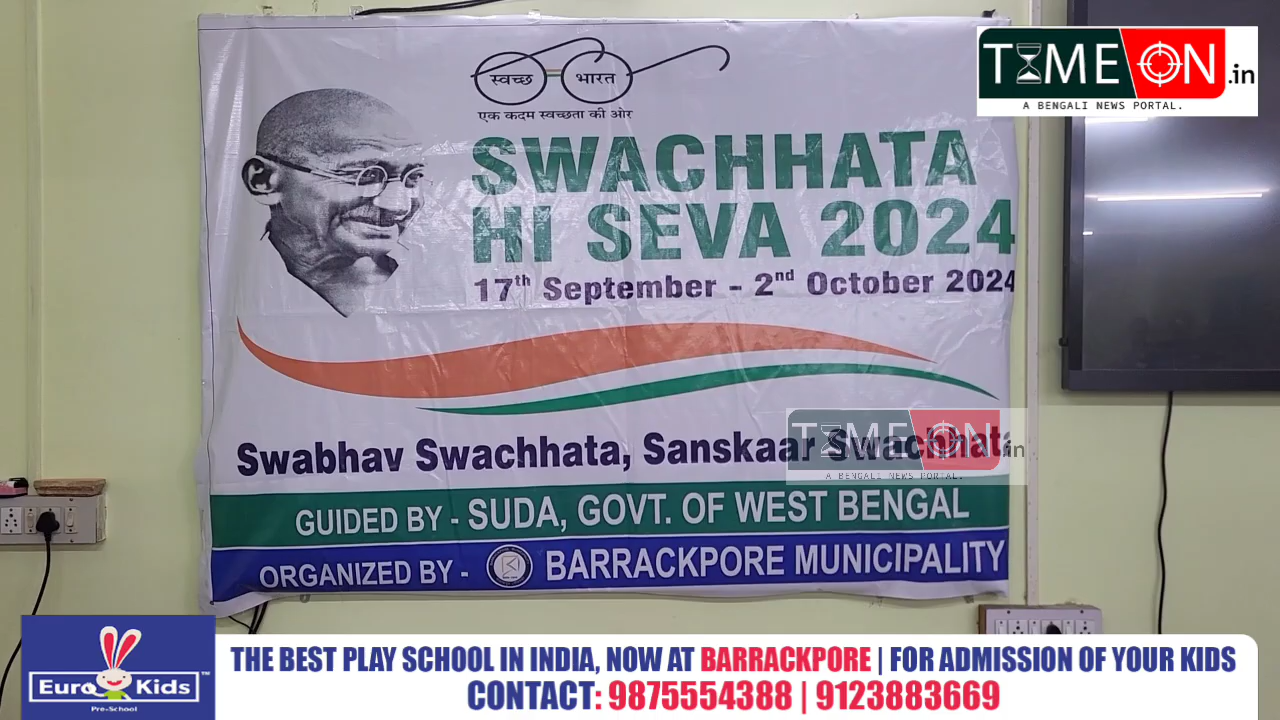 स्वच्छ भारत
एक कदम स्वच्छता की ओर
SWACHHATA
HI SEVA 2024
17th September - 2nd October 2024
Swabhav Swachhata, Sanskaar Swachhata
GUIDED BY - SUDA, GOVT. OF WEST BENGAL
ORGANIZED BY - BARRACKPORE MUNICIPALITY
TIMEON.in
A BENGALI NEWS PORTAL.
TIMEON.in
A BENGALI NEWS PORTAL.
EuroKids™
Pre-School
THE BEST PLAY SCHOOL IN INDIA, NOW AT BARRACKPORE | FOR ADMISSION OF YOUR KIDS
CONTACT: 9875554388 | 9123883669